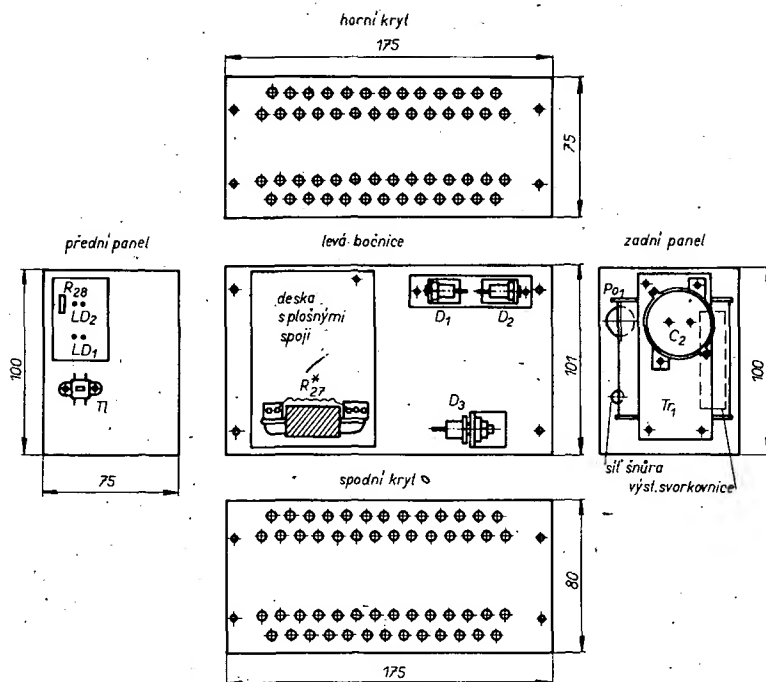 horní kryt
175
75
přední panel
R28
LD2
LD1
Tl
100
75
levá bočnice
deska
s plošnými
spoji
R27*
D1
D2
D3
101
zadní panel
Po1
C2
Tr1
100
síť šňůra
výst. svorkovnice
spodní kryt
80
175